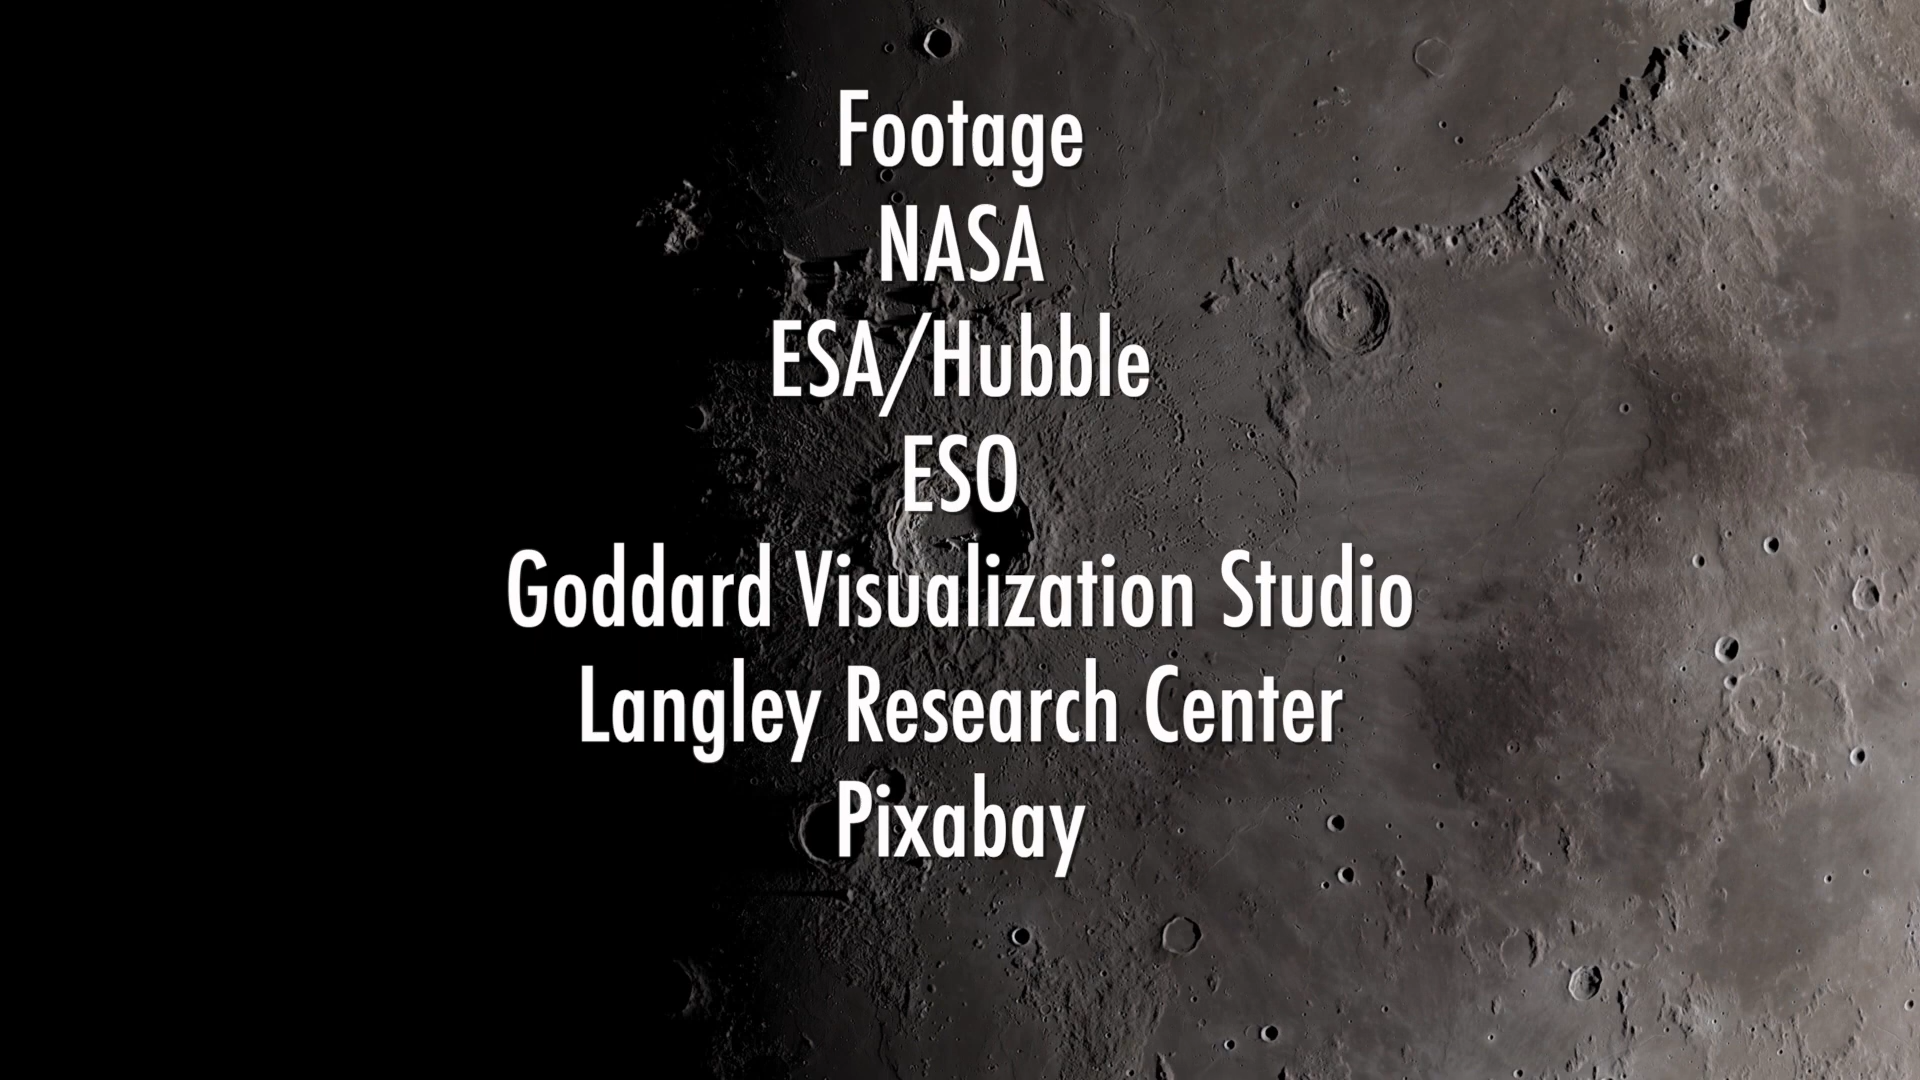 Footage
NASA
ESA/Hubble
ESO
Goddard Visualization Studio
Langley Research Center
Pixabay